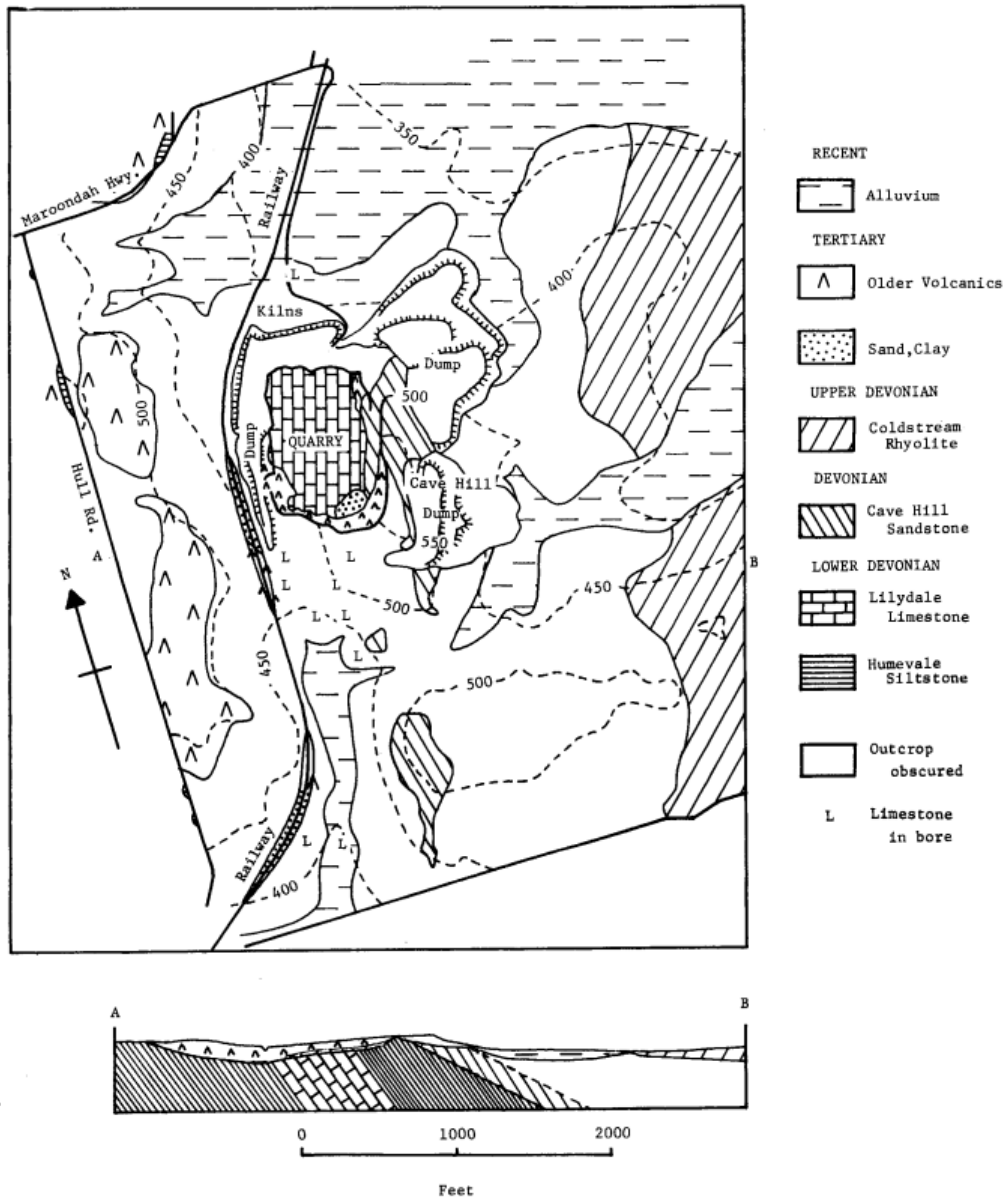 350
400
450
Maroondah Hwy.
Railway
L
400
Kilns
Dump
500
500
QUARRY
Dump
Cave Hill
Dump
550
Hull Rd.
A
N
B
L
L
L
L
450
500
L
L
L
450
500
Railway
L
L
400
RECENT
Alluvium
TERTIARY
Older Volcanics
Sand,Clay
UPPER DEVONIAN
Coldstream
Rhyolite
DEVONIAN
Cave Hill
Sandstone
LOWER DEVONIAN
Lilydale
Limestone
Humevale
Siltstone
Outcrop
obscured
L Limestone
in bore
A
B
0 1000 2000
Feet